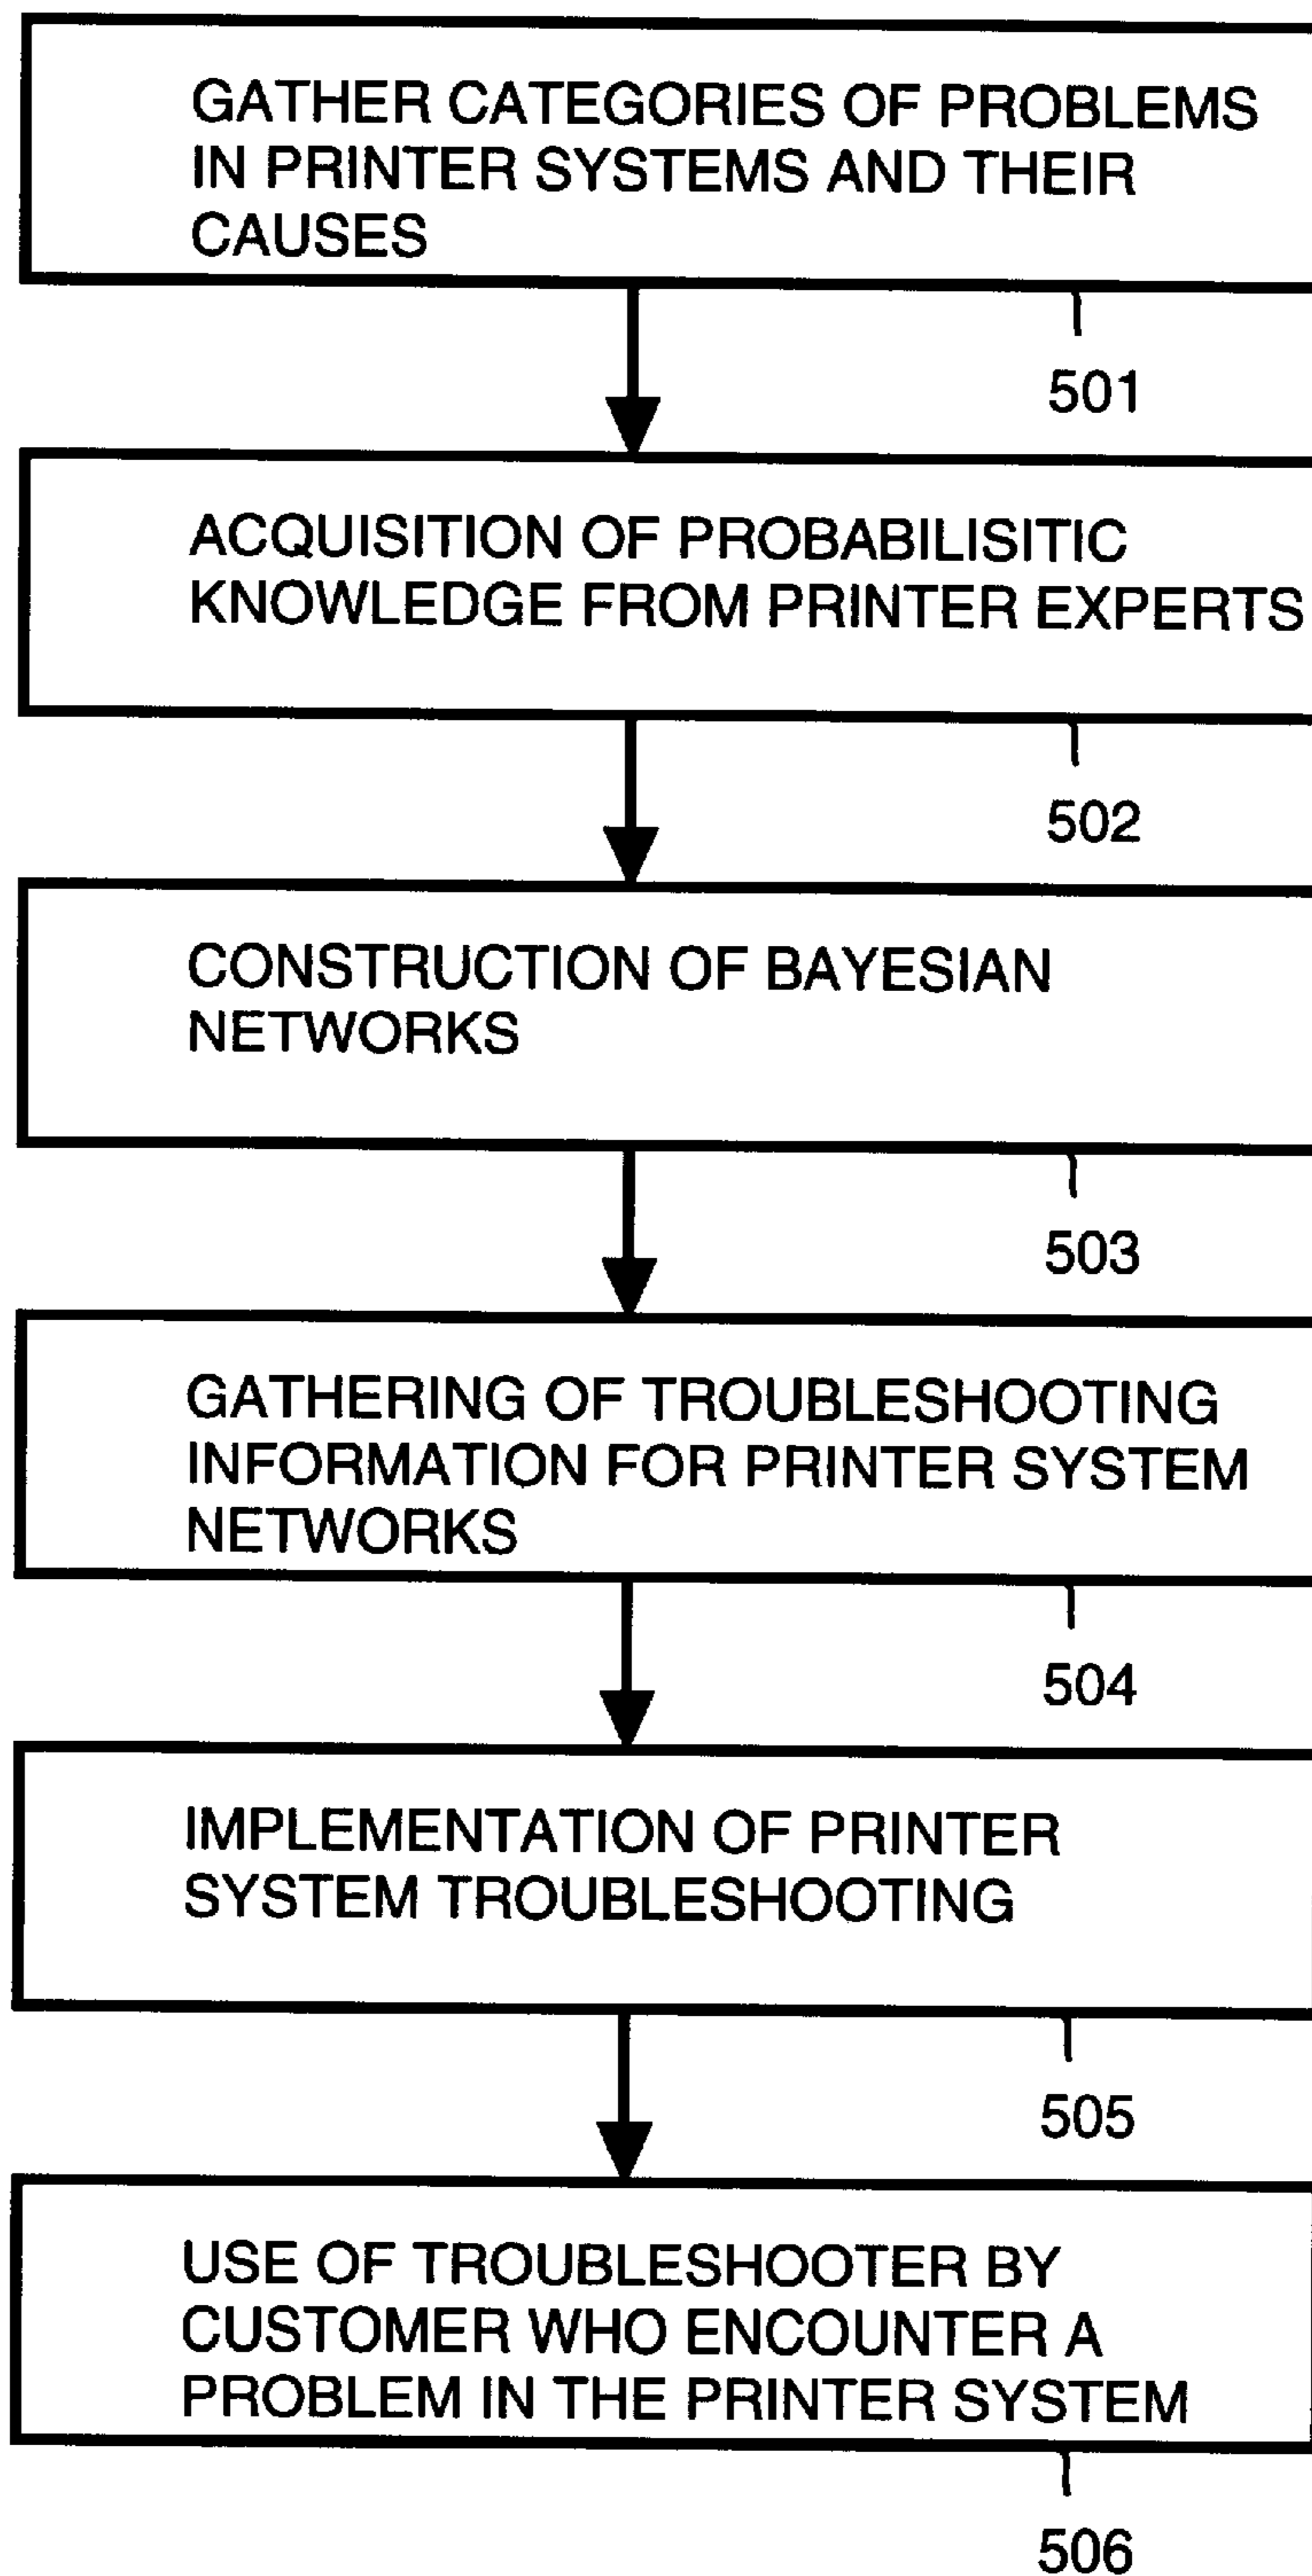 GATHER CATEGORIES OF PROBLEMS
IN PRINTER SYSTEMS AND THEIR
CAUSES
501
ACQUISITION OF PROBABILISITIC
KNOWLEDGE FROM PRINTER EXPERTS
502
CONSTRUCTION OF BAYESIAN
NETWORKS
503
GATHERING OF TROUBLESHOOTING
INFORMATION FOR PRINTER SYSTEM
NETWORKS
504
IMPLEMENTATION OF PRINTER
SYSTEM TROUBLESHOOTING
505
USE OF TROUBLESHOOTER BY
CUSTOMER WHO ENCOUNTER A
PROBLEM IN THE PRINTER SYSTEM
506